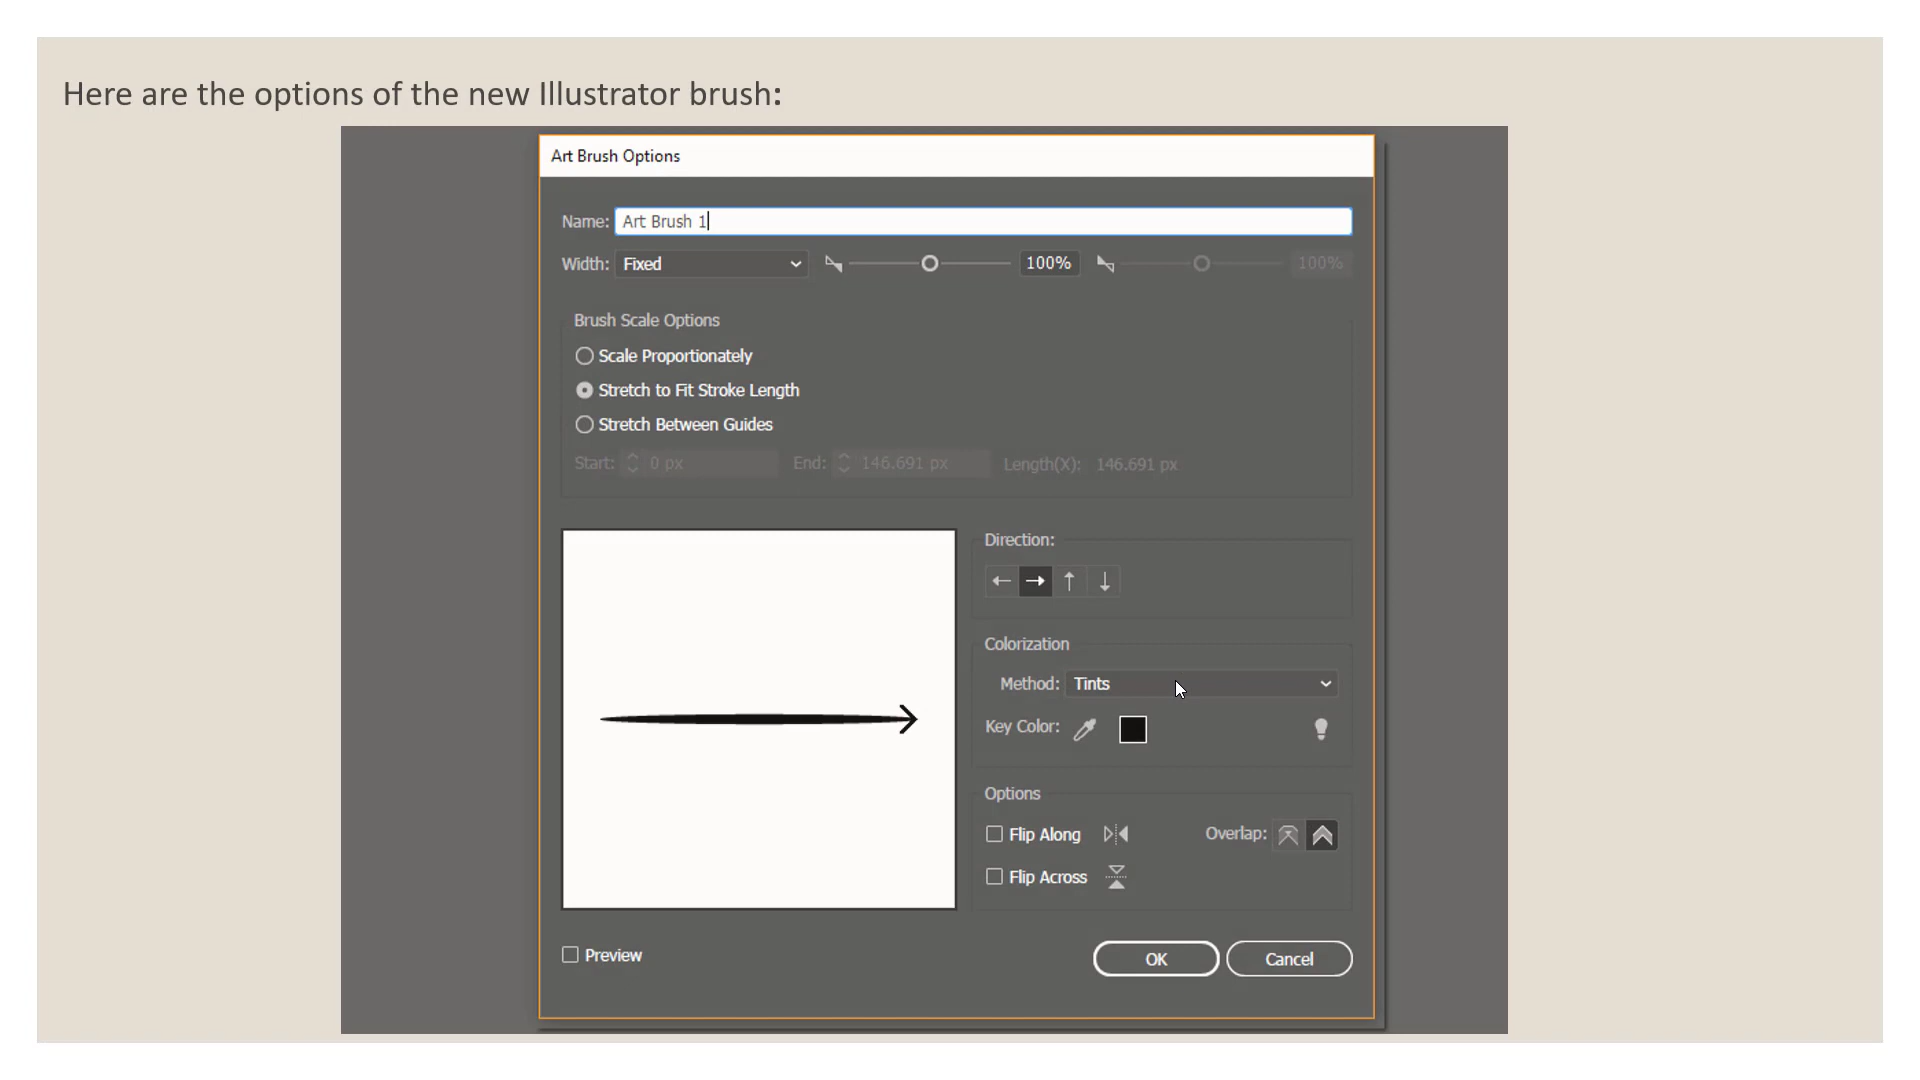 Here are the options of the new Illustrator brush:
Art Brush Options
Name: Art Brush 1
Width: Fixed 100% 100%
Brush Scale Options
Scale Proportionately
Stretch to Fit Stroke Length
Stretch Between Guides
Start: 0 px End: 146.691 px Length(X): 146.691 px
Direction:
Colorization
Method: Tints
Key Color:
Options
Flip Along Overlap:
Flip Across
Preview OK Cancel